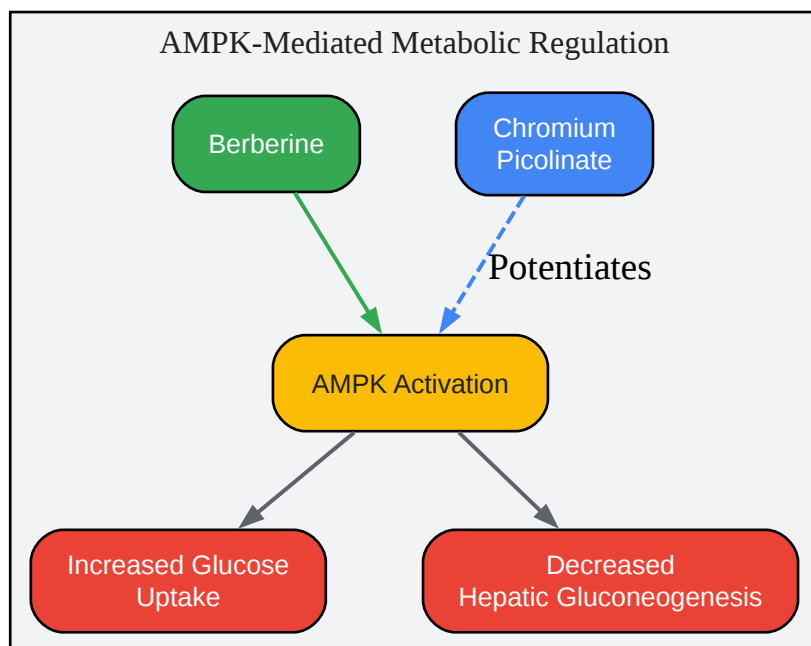 AMPK-Mediated Metabolic Regulation
Berberine
Chromium
Picolinate
Potentiates
AMPK Activation
Increased Glucose
Uptake
Decreased
Hepatic Gluconeogenesis